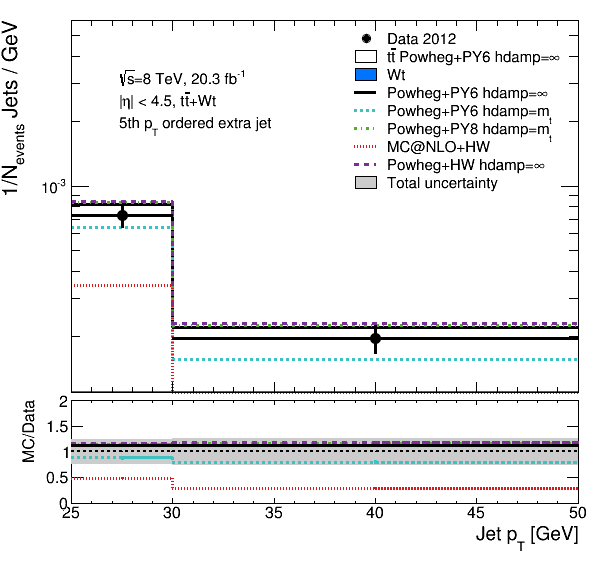 1/N_events Jets / GeV
√s=8 TeV, 20.3 fb⁻¹
|η| < 4.5, tt̄+Wt
5th p_T ordered extra jet
Data 2012
tt̄ Powheg+PY6 hdamp=∞
Wt
Powheg+PY6 hdamp=∞
Powheg+PY6 hdamp=m_t
Powheg+PY8 hdamp=m_t
MC@NLO+HW
Powheg+HW hdamp=∞
Total uncertainty
10⁻³
MC/Data
2
1.5
1
0.5
0
25 30 35 40 45 50
Jet p_T [GeV]